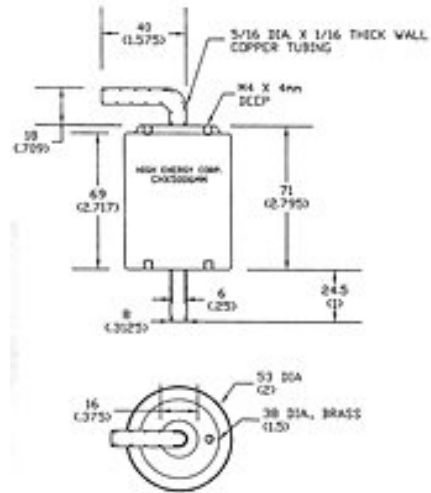 40
(1.575)
5/16 DIA. X 1/16 THICK WALL
COPPER TUBING
M4 X 4mm
DEEP
18
(.709)
HIGH ENERGY CORP.
69
(2.717)
71
(2.795)
6
(.25)
8
(.3125)
24.5
(1)
53 DIA
(2)
16
(.375)
38 DIA., BRASS
(1.5)